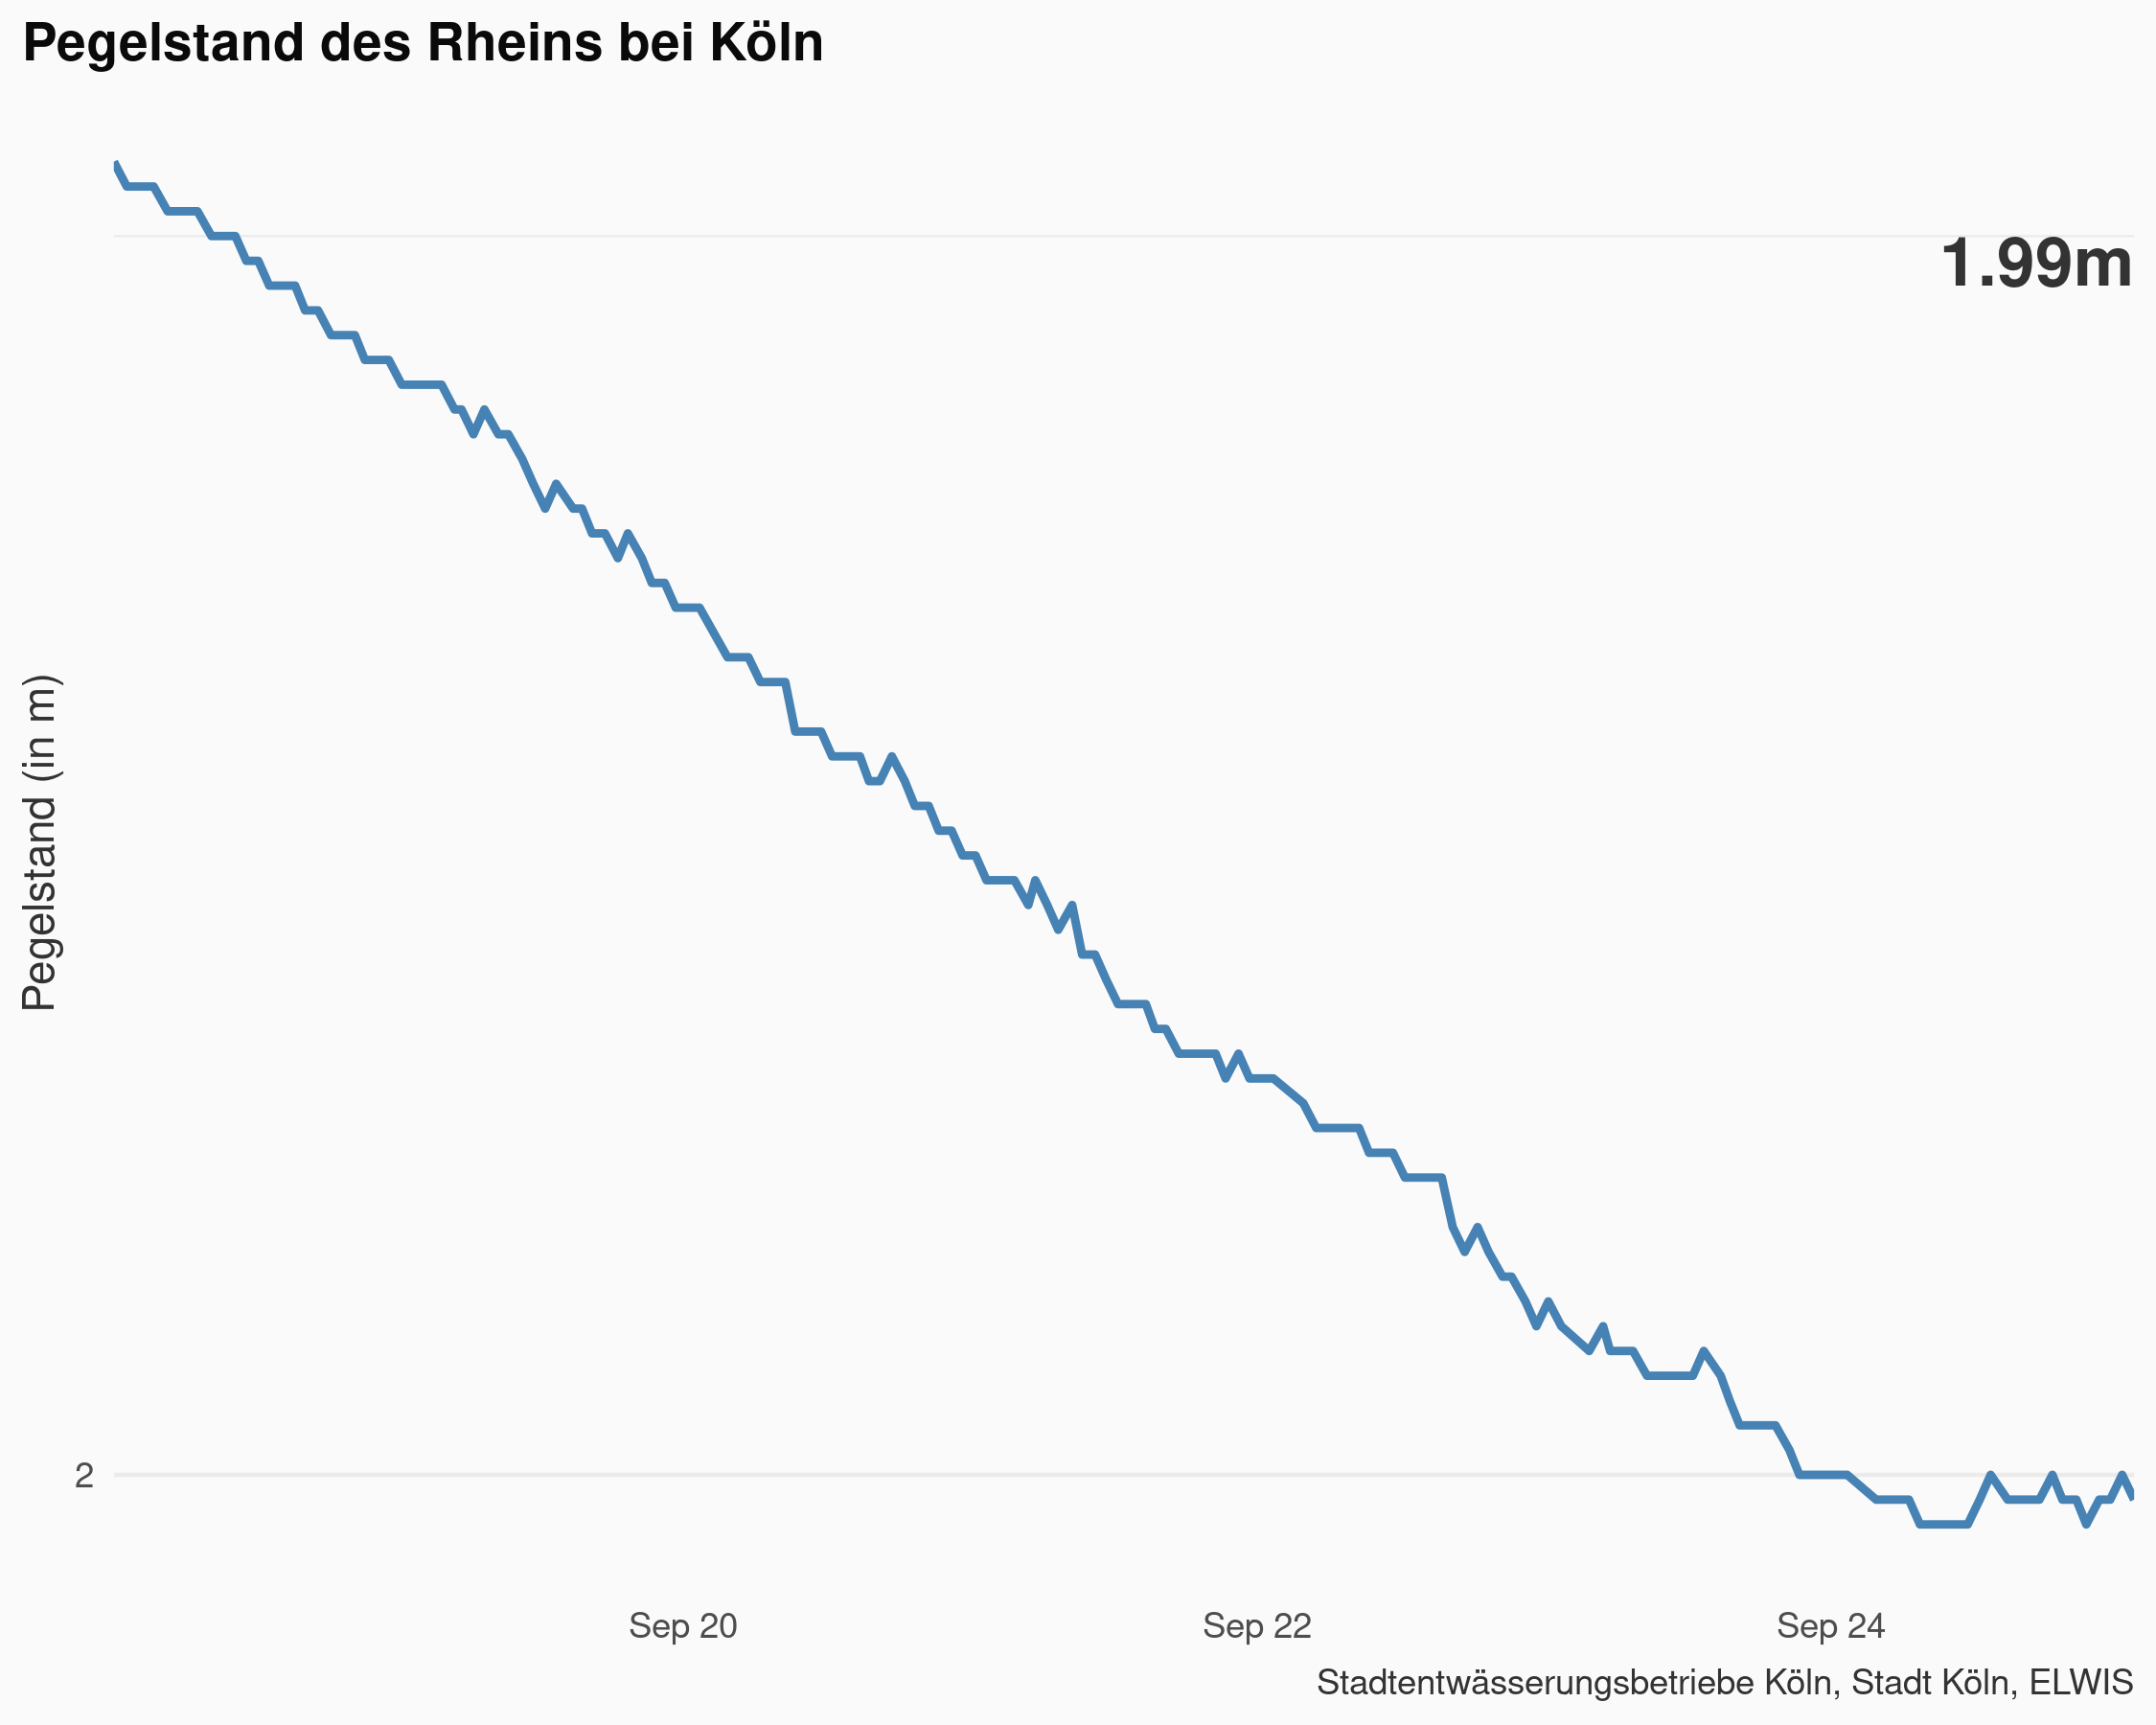 Pegelstand des Rheins bei Köln
1.99m
Pegelstand (in m)
2
Sep 20
Sep 22
Sep 24
Stadtentwässerungsbetriebe Köln, Stadt Köln, ELWIS